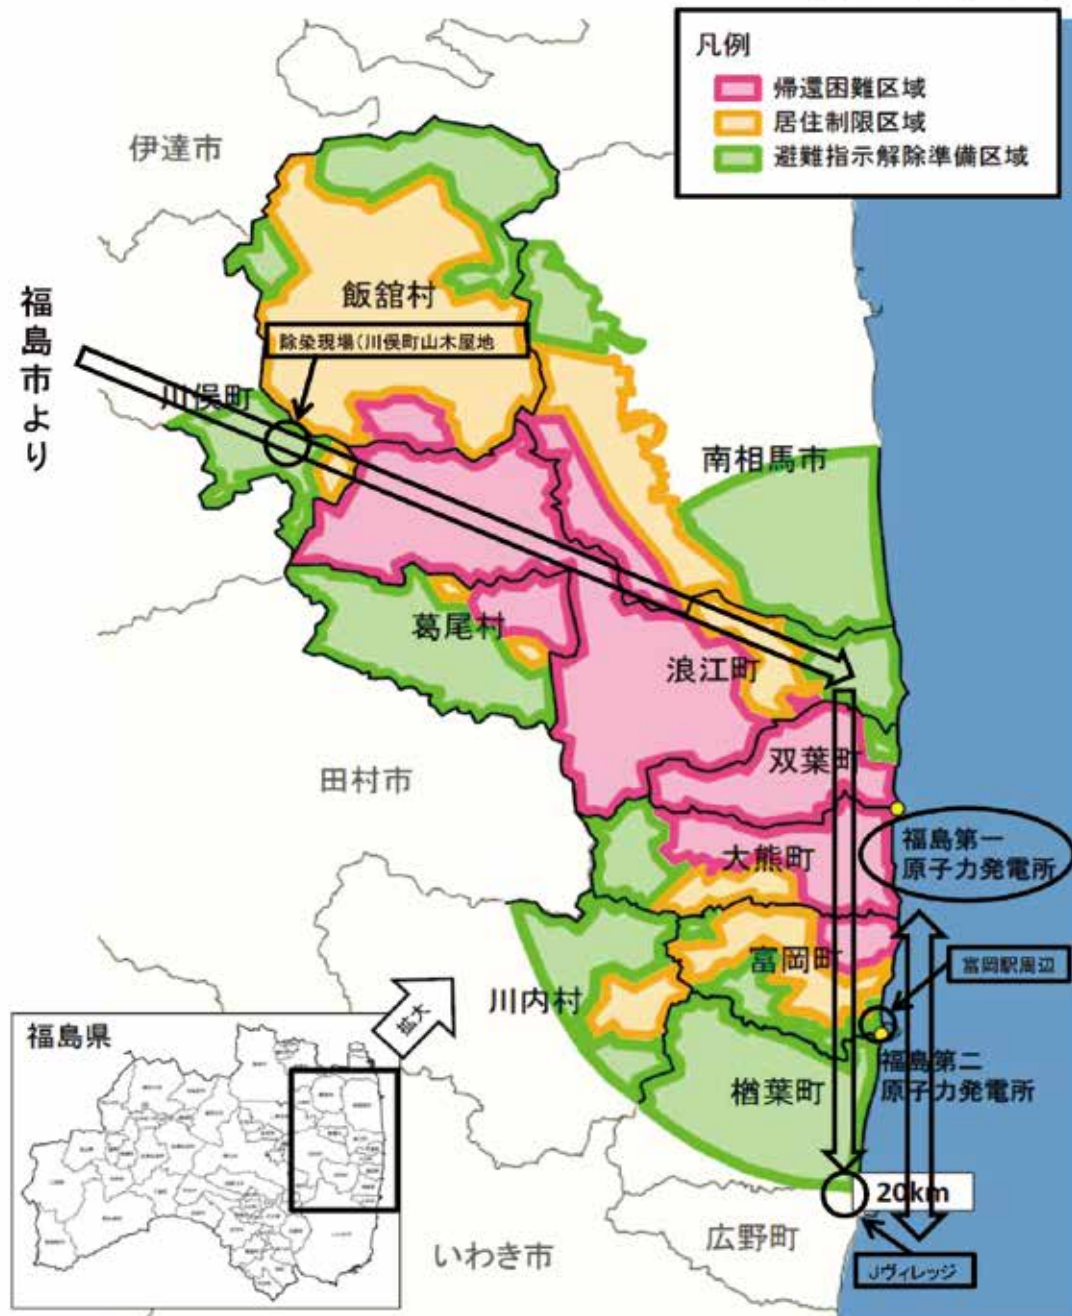 凡例
帰還困難区域
居住制限区域
避難指示解除準備区域
伊達市
福島市より
飯舘村
除染現場(川俣町山木屋地
川俣町
南相馬市
葛尾村
浪江町
双葉町
田村市
大熊町
福島第一
原子力発電所
富岡町
富岡駅周辺
川内村
拡大
福島県
福島第二
原子力発電所
楢葉町
20km
広野町
いわき市
Jヴィレッジ